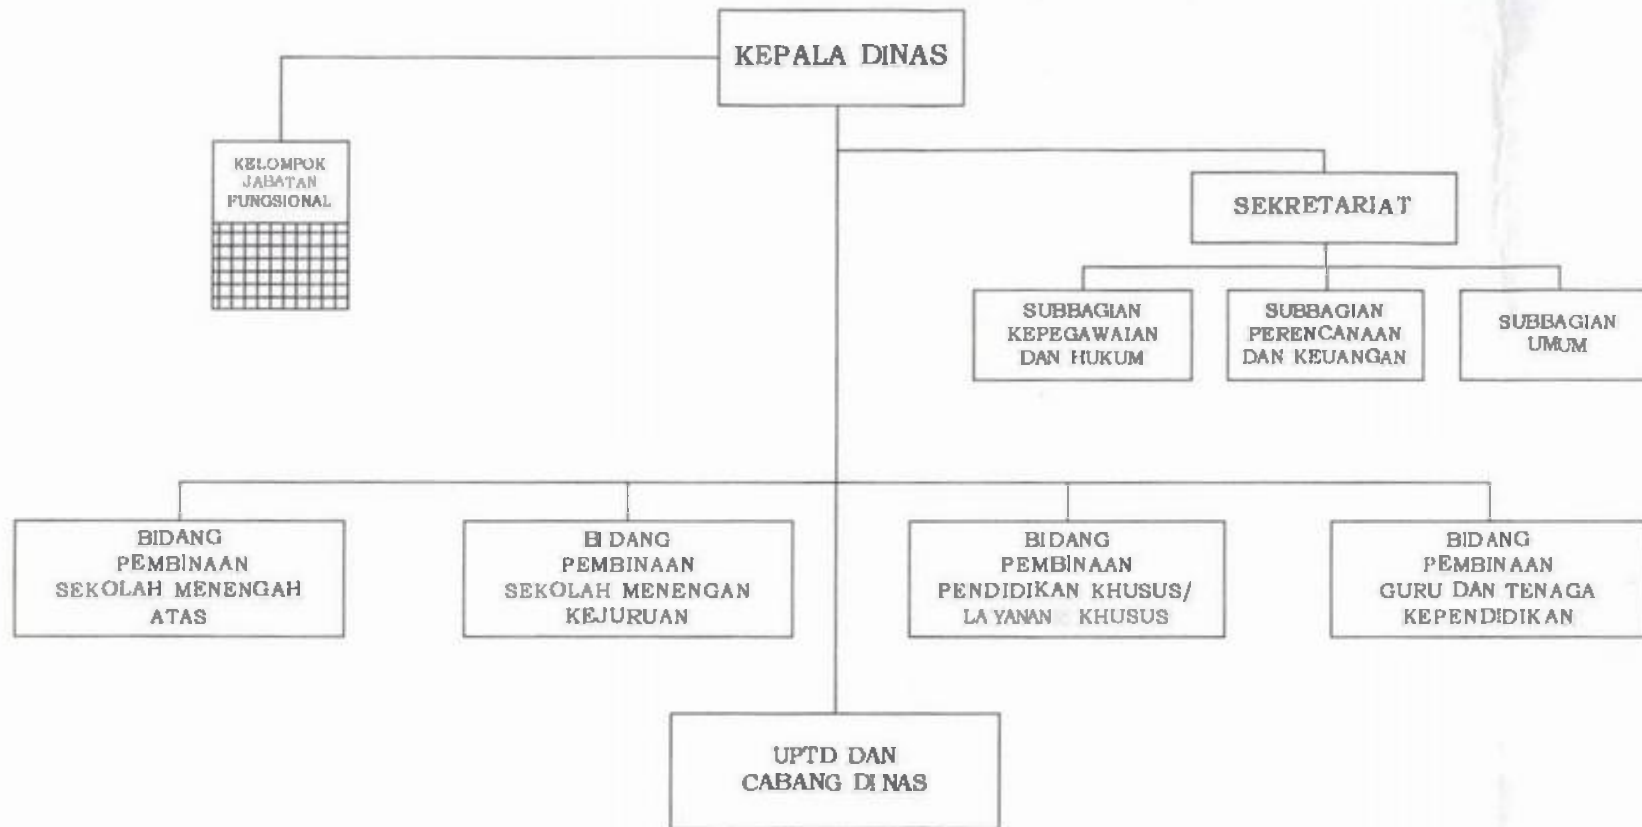 KEPALA DINAS
KELOMPOK
JABATAN
FUNGSIONAL
SEKRETARIAT
SUBBAGIAN
KEPEGAWAIAN
DAN HUKUM
SUBBAGIAN
PERENCANAAN
DAN KEUANGAN
SUBBAGIAN
UMUM
BIDANG
PEMBINAAN
SEKOLAH MENENGAH
ATAS
BIDANG
PEMBINAAN
SEKOLAH MENENGAN
KEJURUAN
BIDANG
PEMBINAAN
PENDIDIKAN KHUSUS/
LAYANAN KHUSUS
BIDANG
PEMBINAAN
GURU DAN TENAGA
KEPENDIDIKAN
UPTD DAN
CABANG DINAS